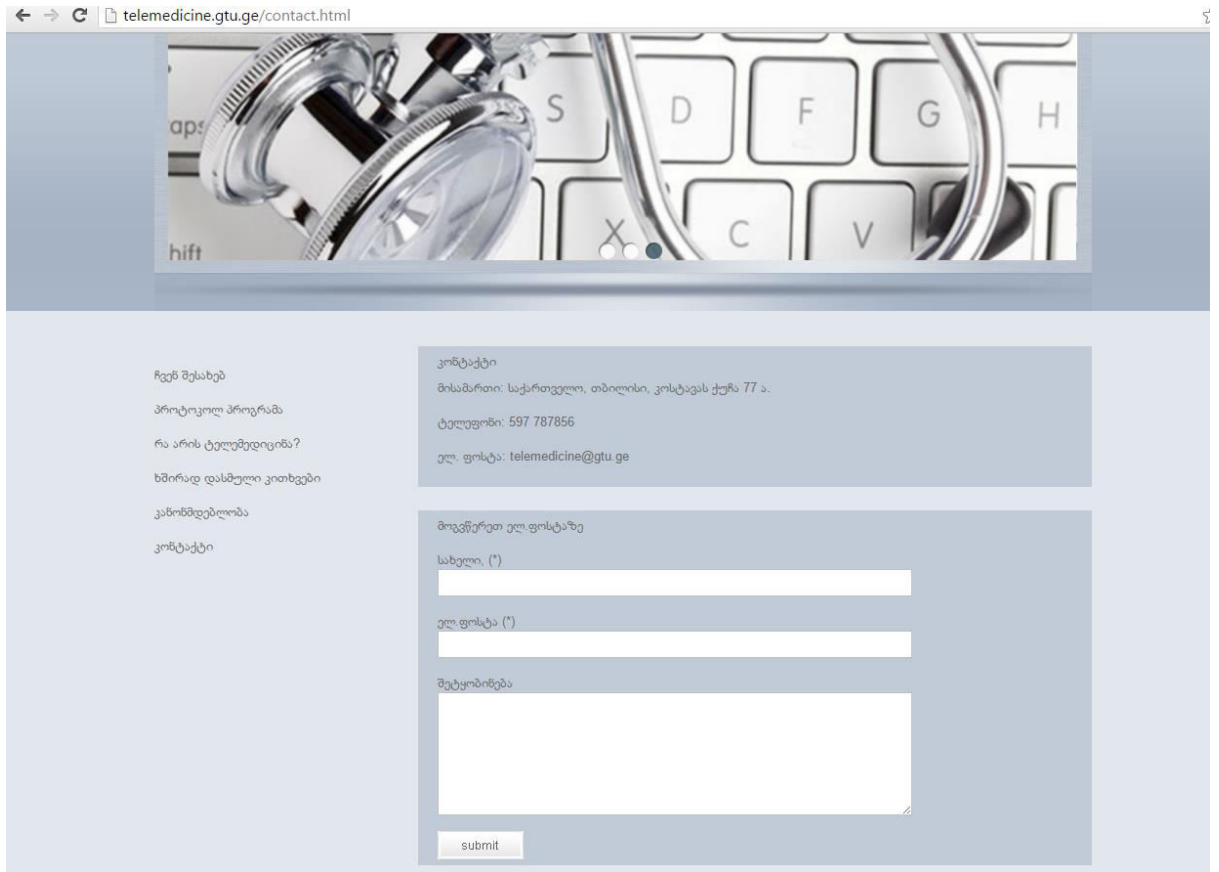 telemedicine.gtu.ge/contact.html
S D F G H
aps
X C V
hift
ჩვენ შესახებ
პროტოკოლ პროგრამა
რა არის ტელემედიცინა?
ხშირად დასმული კითხვები
კანონმდებლობა
კონტაქტი
კონტაქტი
მისამართი: საქართველო, თბილისი, კოსტავას ქუჩა 77 ა.
ტელეფონი: 597 787856
ელ. ფოსტა: telemedicine@gtu.ge
მოგვწერეთ ელ.ფოსტაზე
სახელი, (*)
ელ.ფოსტა (*)
შეტყობინება
submit